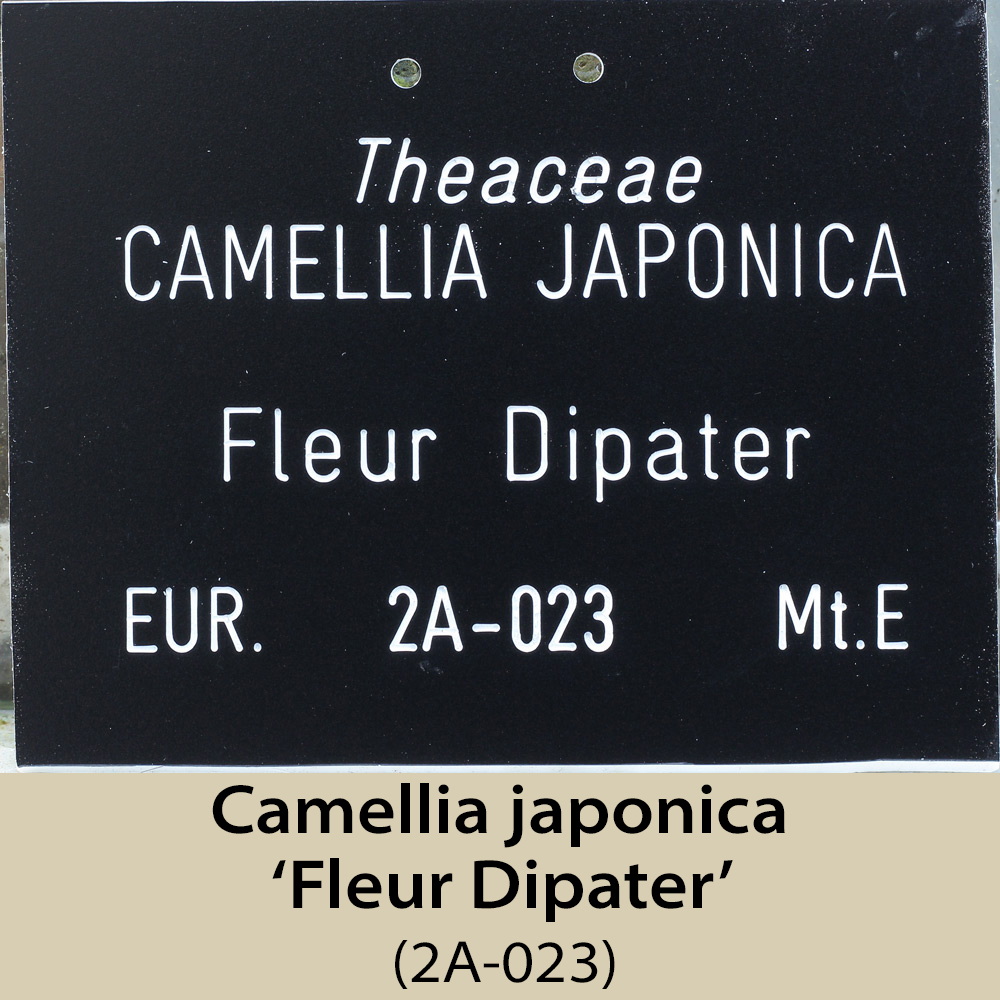 Theaceae
CAMELLIA JAPONICA
Fleur Dipater
EUR. 2A-023 Mt.E
Camellia japonica
‘Fleur Dipater’
(2A-023)